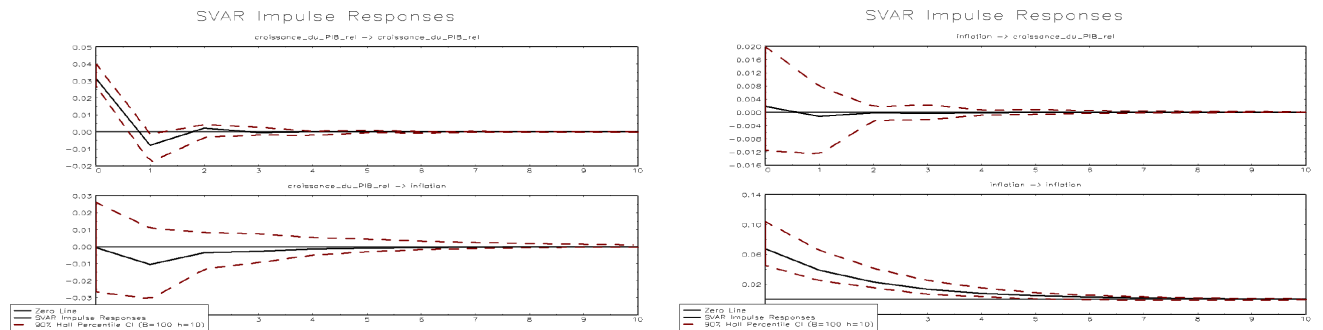 SVAR Impulse Responses
croissance_du_PIB_rel -> croissance_du_PIB_rel
0.05
0.04
0.03
0.02
0.01
0.00
-0.01
-0.02
0 1 2 3 4 5 6 7 8 9 10
croissance_du_PIB_rel -> inflation
0.03
0.02
0.01
0.00
-0.01
-0.02
-0.03
3 4 5 6 7 8 9 10
Zero Line
SVAR Impulse Responses
90% Hall Percentile CI (B=100 h=10)
SVAR Impulse Responses
inflation -> croissance_du_PIB_rel
0.020
0.016
0.012
0.008
0.004
0.000
-0.004
-0.008
-0.012
-0.016
0 1 2 3 4 5 6 7 8 9 10
inflation -> inflation
0.14
0.10
0.06
0.02
3 4 5 6 7 8 9 10
Zero Line
SVAR Impulse Responses
90% Hall Percentile CI (B=100 h=10)